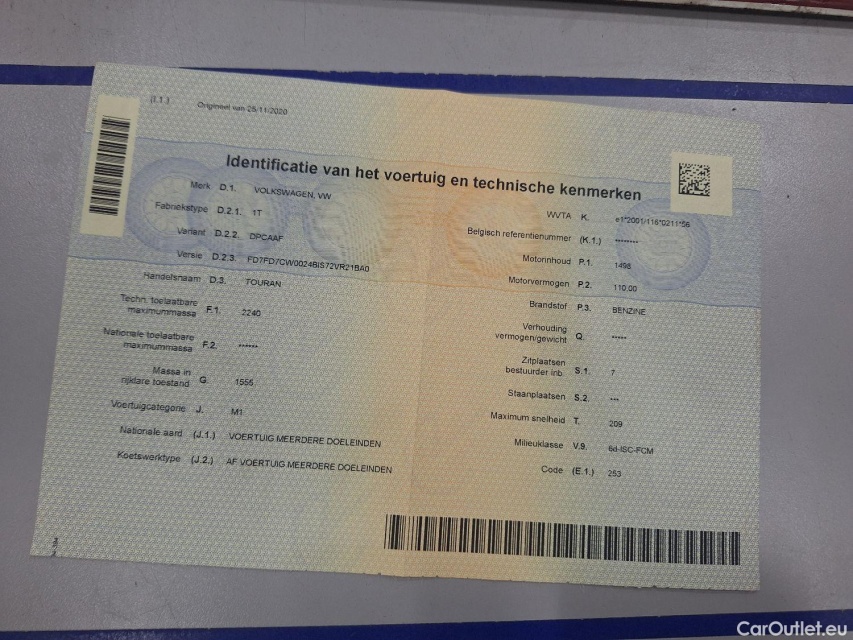 (I.1.) Origineel van 25/11/2020
Identificatie van het voertuig en technische kenmerken
Merk D.1. VOLKSWAGEN, VW
Fabriekstype D.2.1. 1T
Variant D.2.2. DPCAAF
Versie D.2.3. FD7FD7CW0024BIS72VR21BA0
Handelsnaam D.3. TOURAN
Techn. toelaatbare
maximummassa F.1. 2240
Nationale toelaatbare
maximummassa F.2. ******
Massa in
rijklare toestand G. 1555
Voertuigcategorie J. M1
Nationale aard (J.1.) VOERTUIG MEERDERE DOELEINDEN
Koetswerktype (J.2.) AF VOERTUIG MEERDERE DOELEINDEN
WVTA K. e1*2001/116*0211*56
Belgisch referentienummer (K.1.) ********
Motorinhoud P.1. 1498
Motorvermogen P.2. 110.00
Brandstof P.3. BENZINE
Verhouding
vermogen/gewicht Q. *****
Zitplaatsen
bestuurder inb. S.1. 7
Staanplaatsen S.2. ***
Maximum snelheid T. 209
Milieuklasse V.9. 6d-ISC-FCM
Code (E.1.) 253
CarOutlet.eu